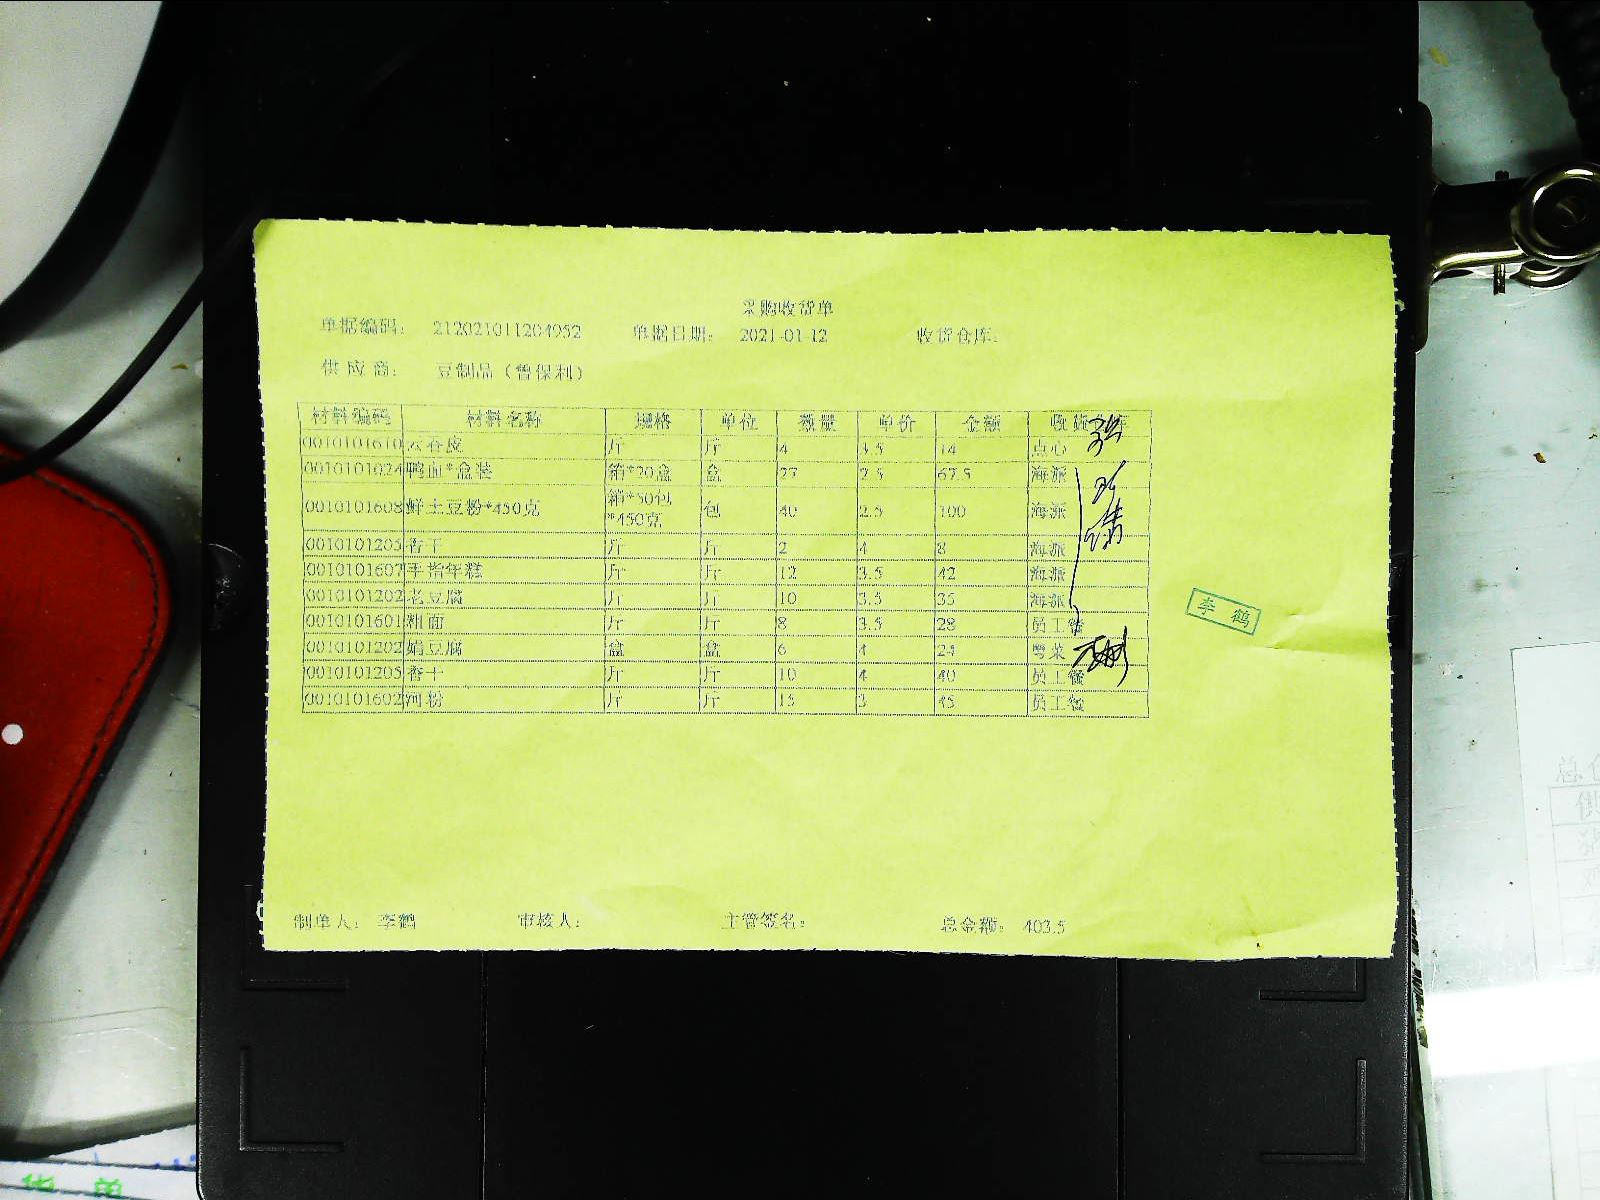 采购收货单
单据编码： 212021011204952 单据日期： 2021-01-12 收货仓库：
供应商： 豆制品（曾保利）
材料编码 材料名称 规格 单位 数量 单价 金额 收货仓库
0010101610 云吞皮 斤 斤 4 3.5 14 点心
0010101024 鸭血*盒装 箱*20盒 盒 27 2.5 67.5 海派
0010101608 鲜土豆粉*450克 箱*50包*450克 包 40 2.5 100 海派
0010101205 香干 斤 斤 2 4 8 海派
0010101607 手指年糕 斤 斤 12 3.5 42 海派
0010101202 老豆腐 斤 斤 10 3.5 35 海派
0010101601 粗面 斤 斤 8 3.5 28 员工餐
0010101202 嫩豆腐 盒 盒 6 4 24 粤菜
0010101205 香干 斤 斤 10 4 40 员工餐
0010101602 河粉 斤 斤 15 3 45 员工餐
李鹤
制单人： 李鹤 审核人： 主管签名： 总金额： 403.5